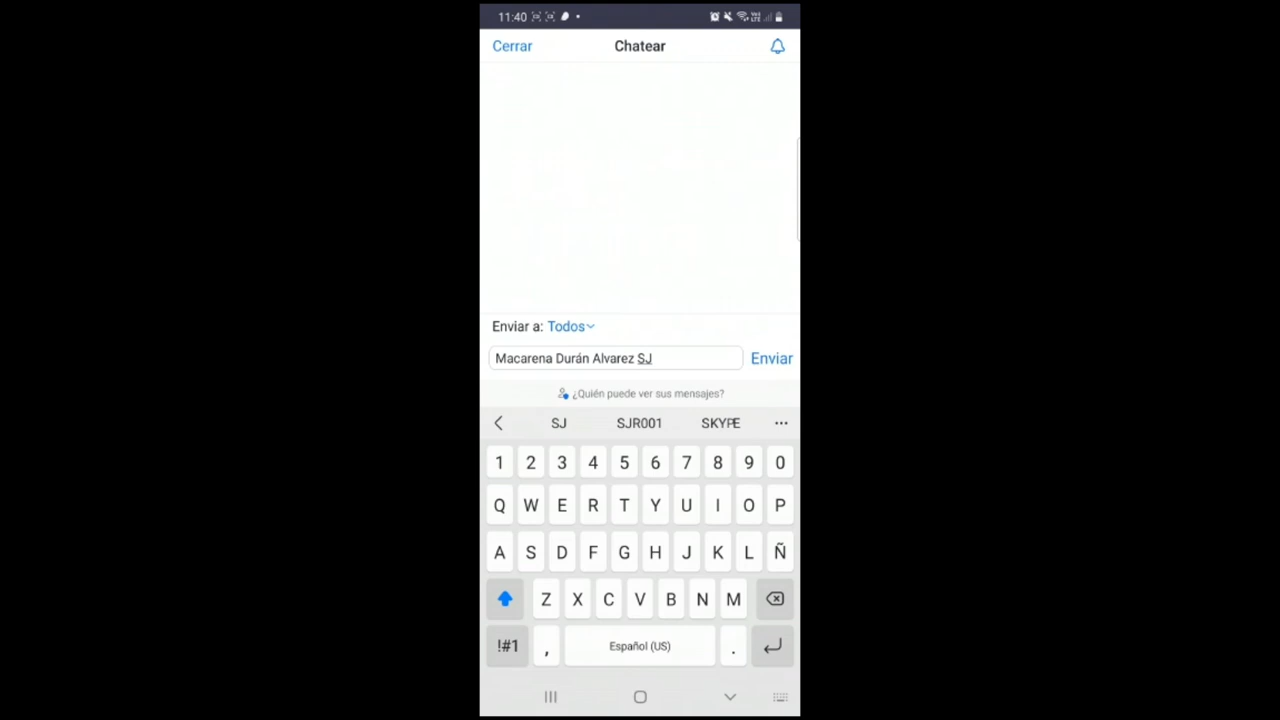 11:40
Cerrar Chatear
Enviar a: Todos
Macarena Durán Alvarez SJ Enviar
¿Quién puede ver sus mensajes?
SJ SJR001 SKYPE ...
1 2 3 4 5 6 7 8 9 0
Q W E R T Y U I O P
A S D F G H J K L Ñ
Z X C V B N M
!#1 , Español (US) .